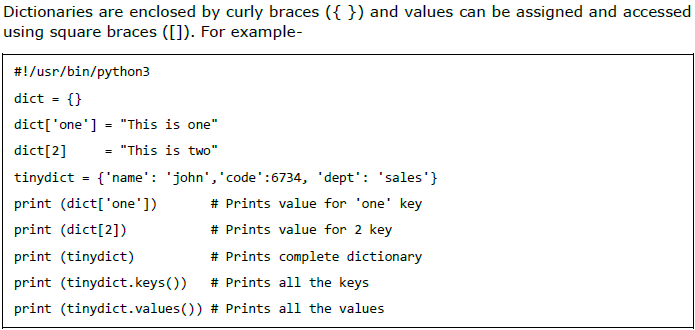 Dictionaries are enclosed by curly braces ({ }) and values can be assigned and accessed
using square braces ([]). For example-
#!/usr/bin/python3
dict = {}
dict['one'] = "This is one"
dict[2]     = "This is two"
tinydict = {'name': 'john','code':6734, 'dept': 'sales'}
print (dict['one'])       # Prints value for 'one' key
print (dict[2])           # Prints value for 2 key
print (tinydict)          # Prints complete dictionary
print (tinydict.keys())   # Prints all the keys
print (tinydict.values()) # Prints all the values